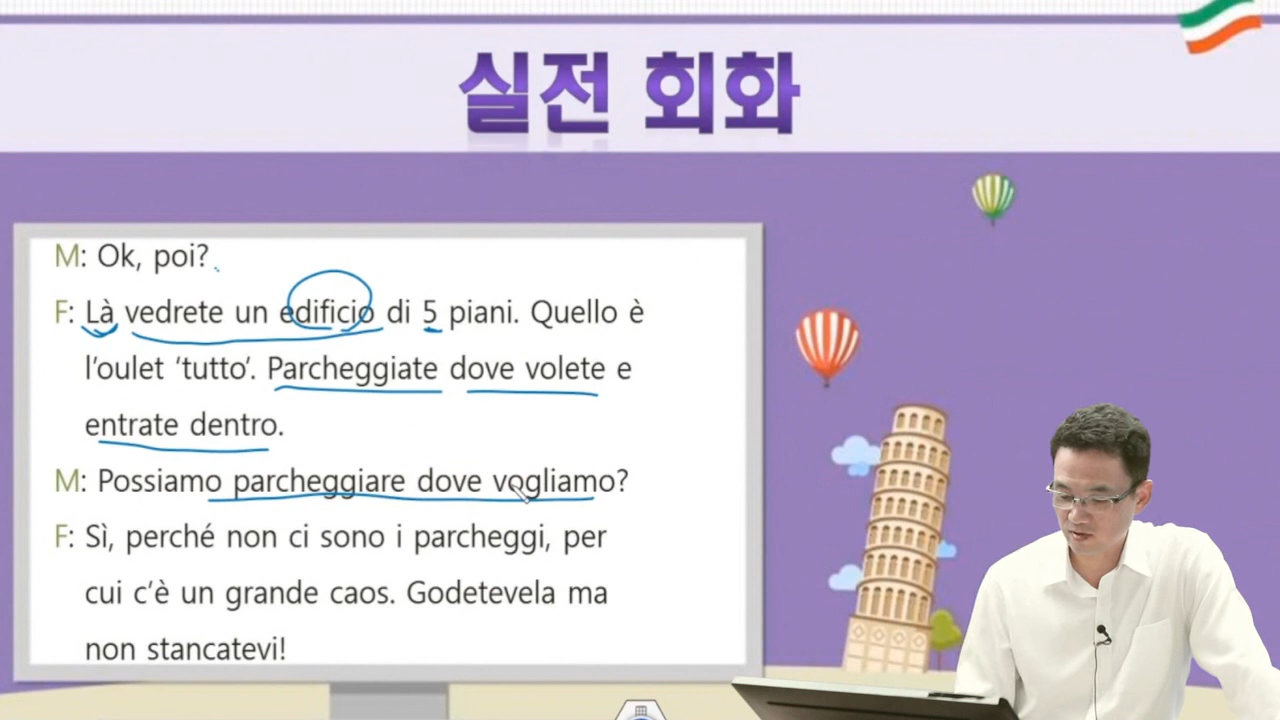 실전 회화
M: Ok, poi?
F: Là vedrete un edificio di 5 piani. Quello è
l’oulet ‘tutto’. Parcheggiate dove volete e
entrate dentro.
M: Possiamo parcheggiare dove vogliamo?
F: Sì, perché non ci sono i parcheggi, per
cui c’è un grande caos. Godetevela ma
non stancatevi!